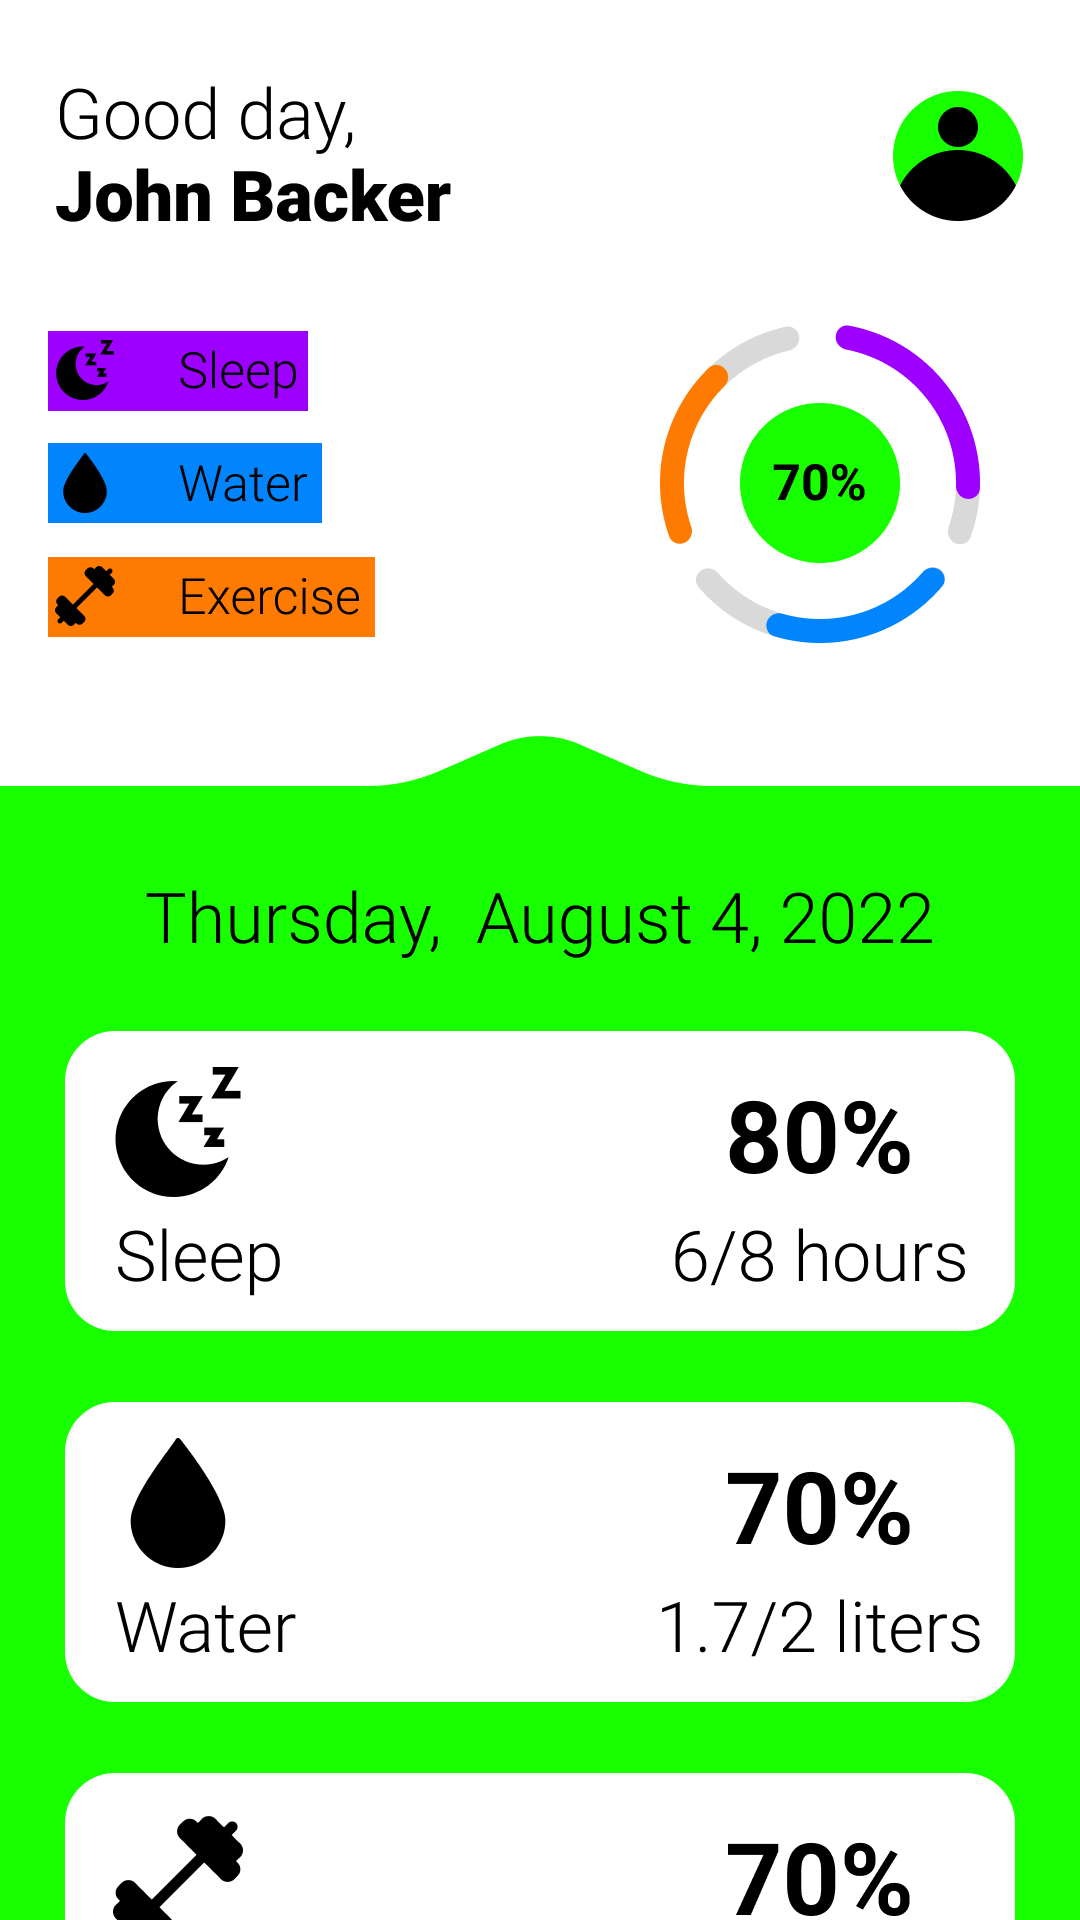 Good day,
John Backer
Sleep
Water
Exercise
70%
Thursday,  August 4, 2022
80%
Sleep
6/8 hours
70%
Water
1.7/2 liters
70%